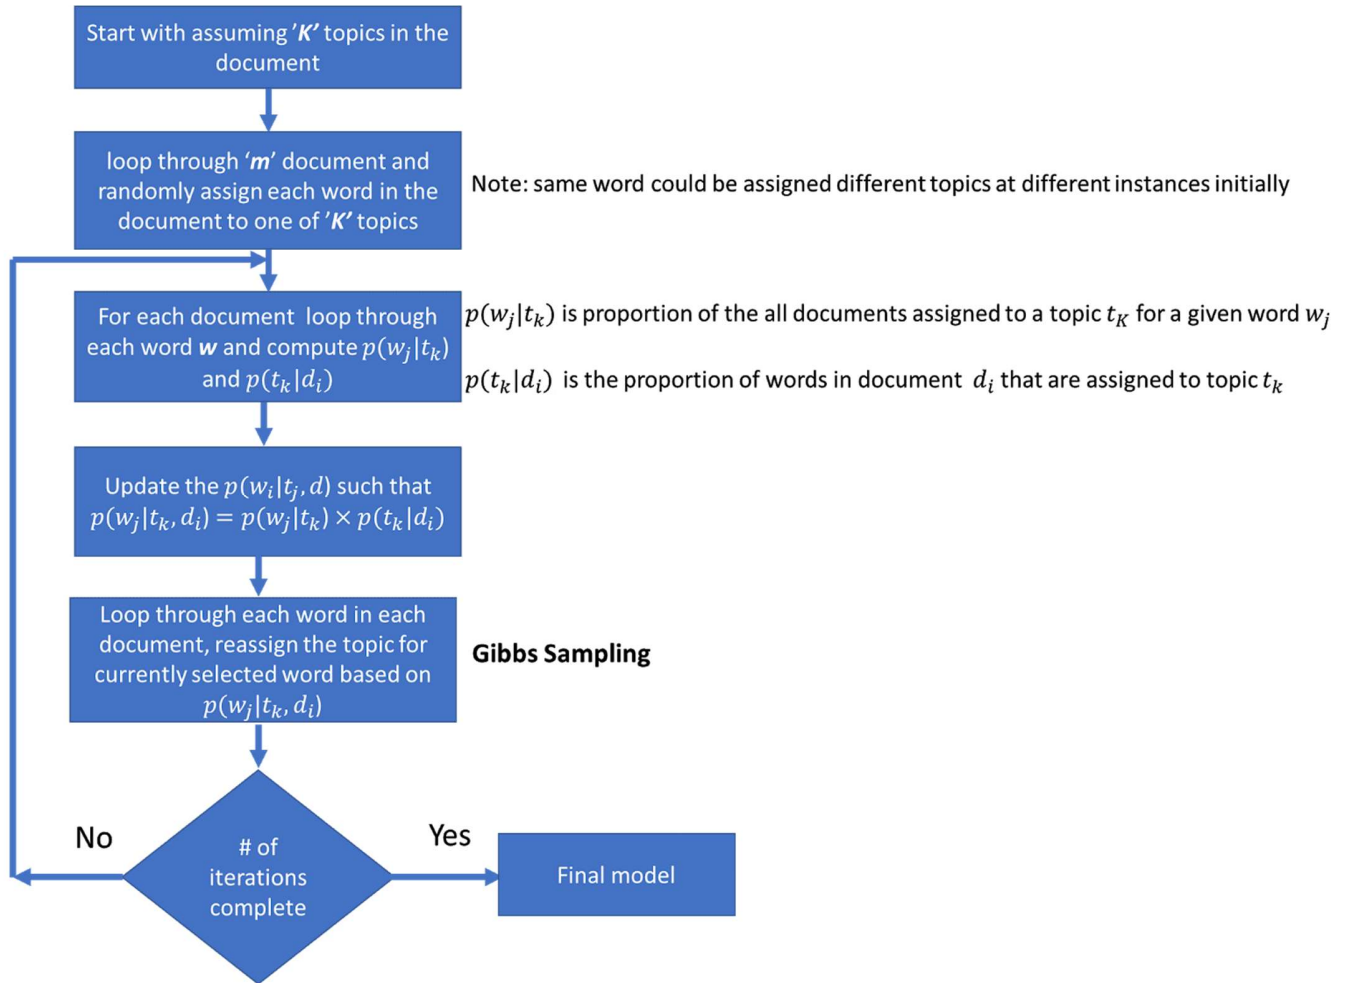 Start with assuming ’K’ topics in the
document
loop through ‘m’ document and
randomly assign each word in the
document to one of ’K’ topics
Note: same word could be assigned different topics at different instances initially
For each document loop through
each word w and compute p(w_j|t_k)
and p(t_k|d_i)
p(w_j|t_k) is proportion of the all documents assigned to a topic t_K for a given word w_j
p(t_k|d_i) is the proportion of words in document d_i that are assigned to topic t_k
Update the p(w_i|t_j, d) such that
p(w_j|t_k, d_i) = p(w_j|t_k) × p(t_k|d_i)
Loop through each word in each
document, reassign the topic for
currently selected word based on
p(w_j|t_k, d_i)
Gibbs Sampling
No
# of
iterations
complete
Yes
Final model